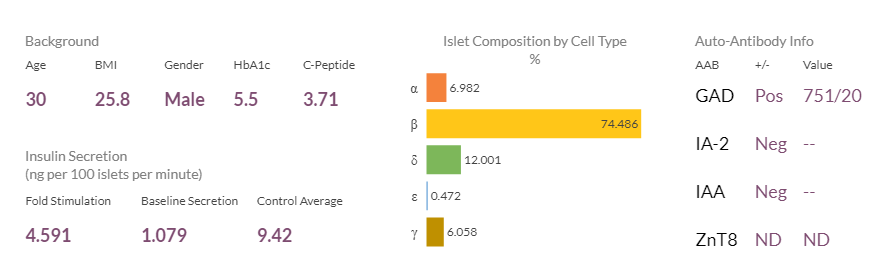 Background
Age BMI Gender HbA1c C-Peptide
30 25.8 Male 5.5 3.71
Insulin Secretion
(ng per 100 islets per minute)
Fold Stimulation Baseline Secretion Control Average
4.591 1.079 9.42
Islet Composition by Cell Type
%
α 6.982
β 74.486
δ 12.001
ε 0.472
γ 6.058
Auto-Antibody Info
AAB +/- Value
GAD Pos 751/20
IA-2 Neg --
IAA Neg --
ZnT8 ND ND